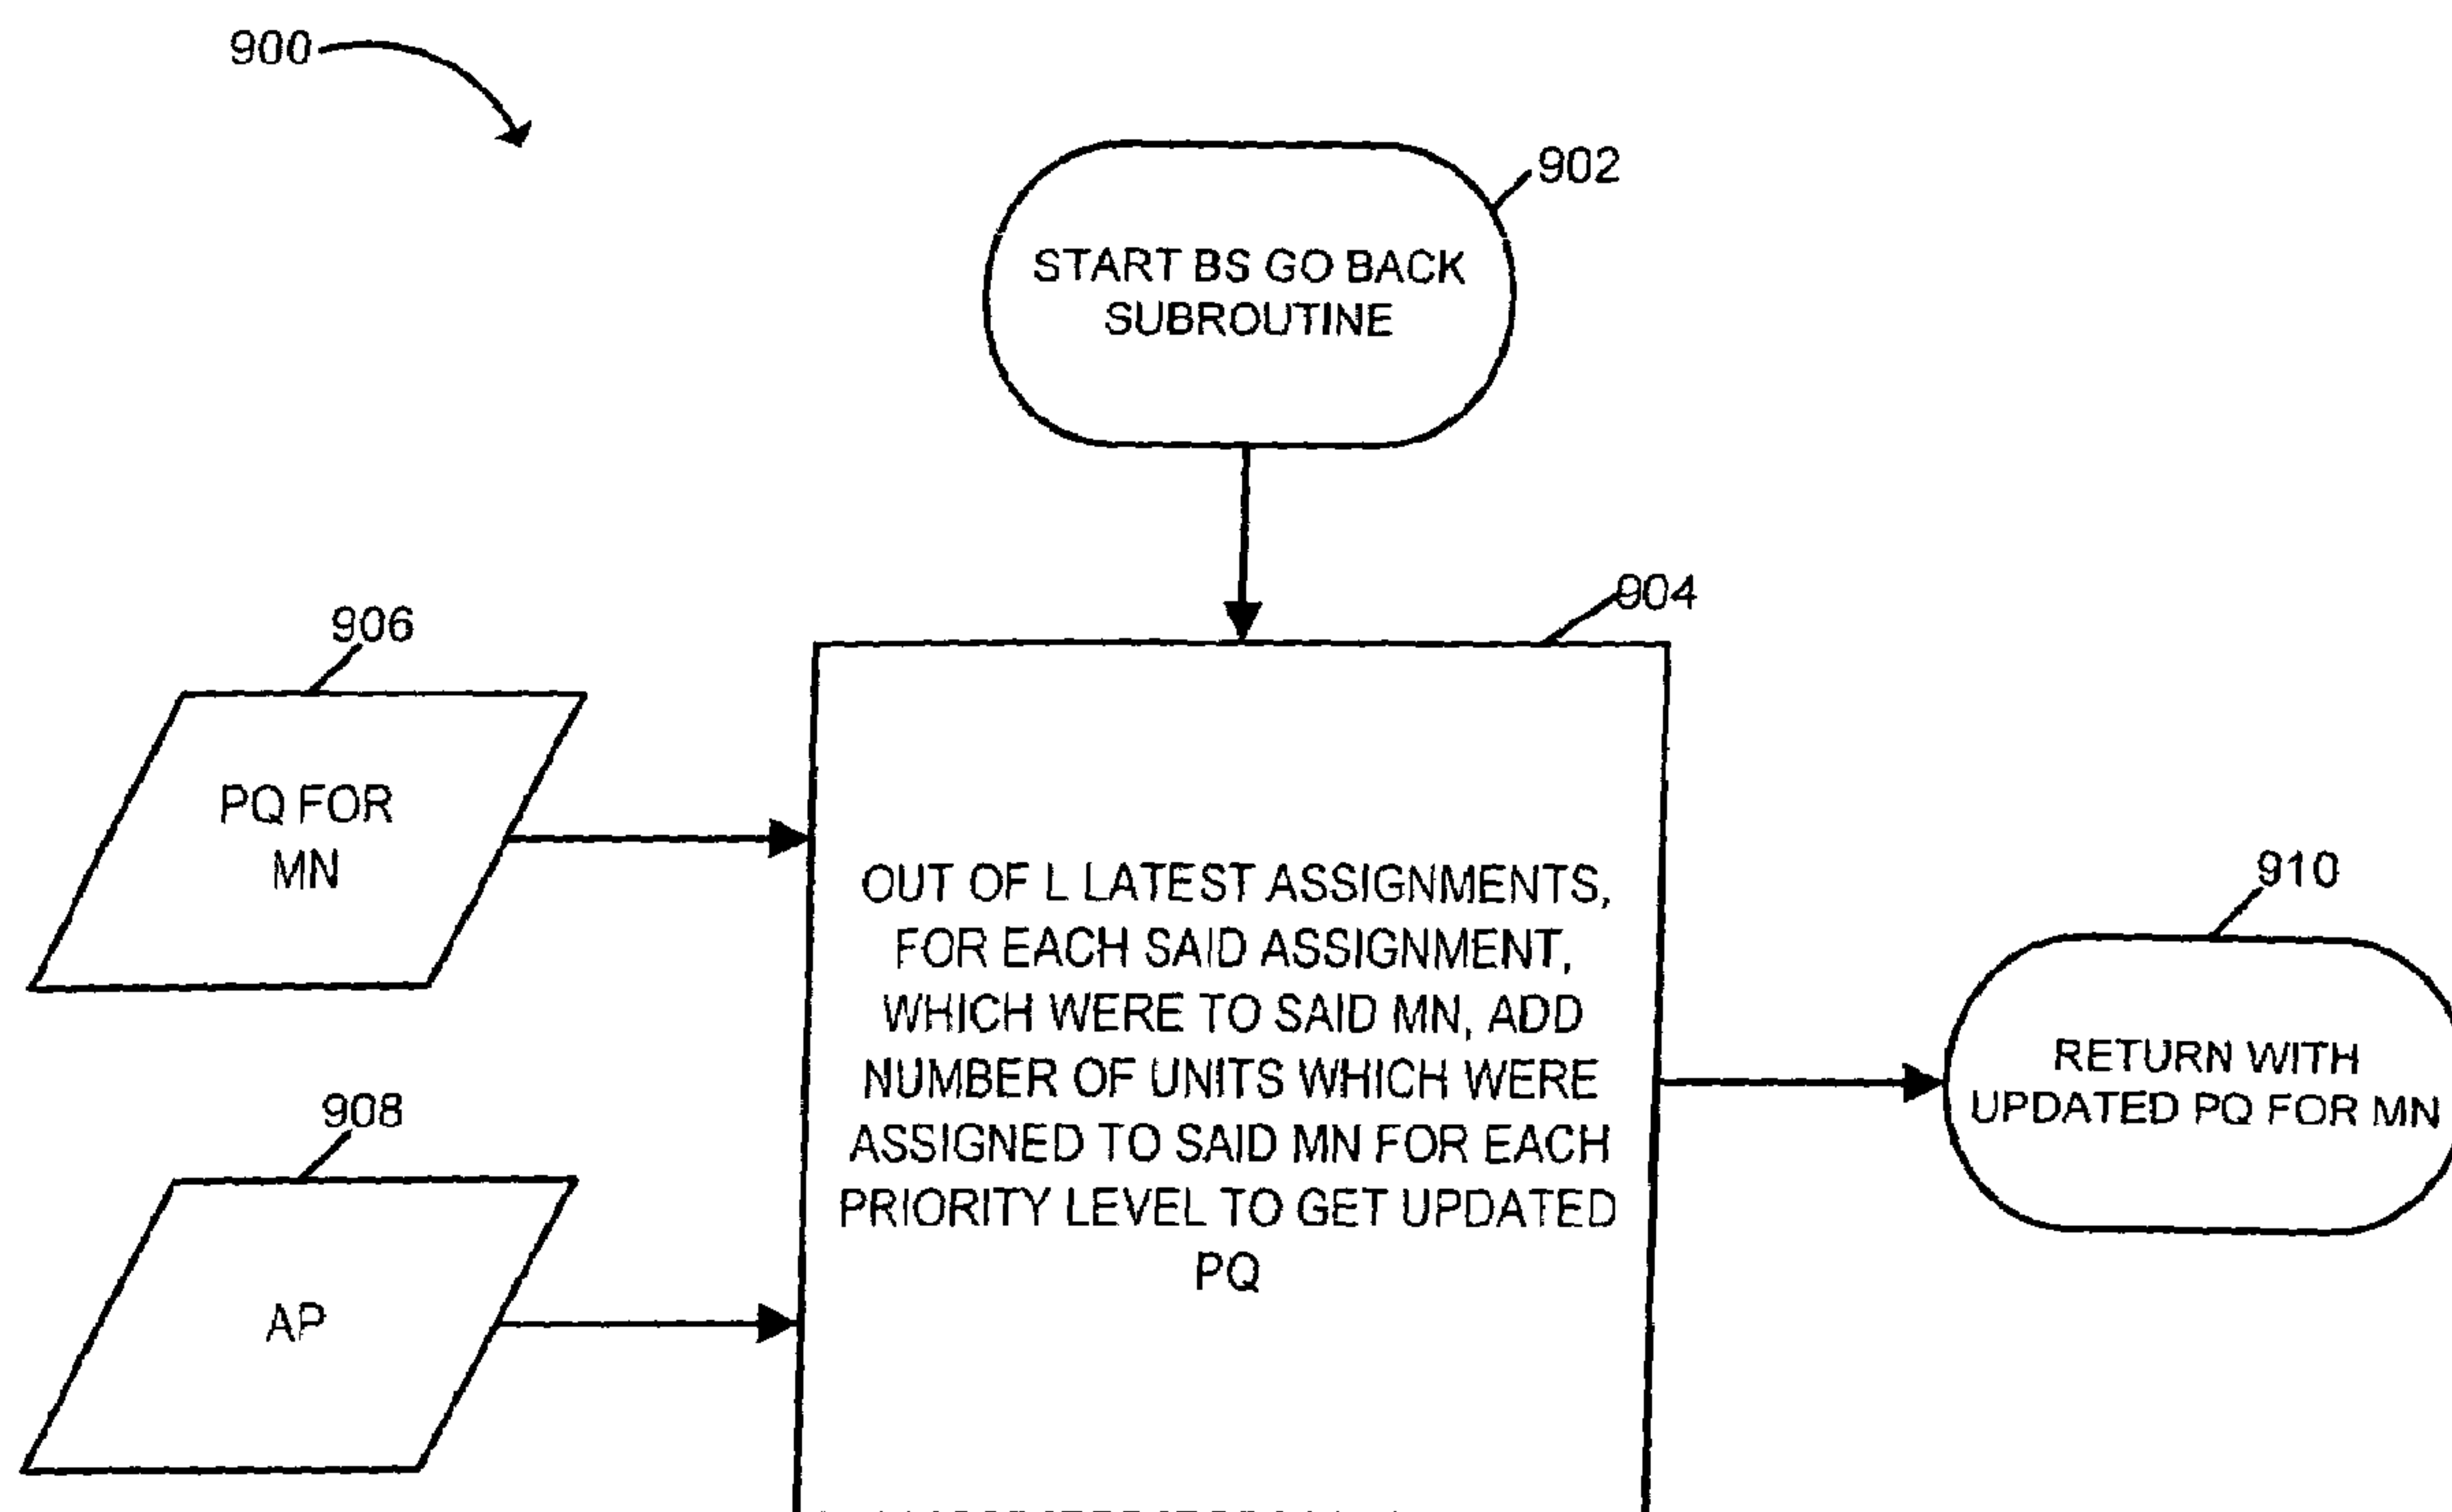 900
902
START BS GO BACK
SUBROUTINE
904
906
PQ FOR
MN
OUT OF L LATEST ASSIGNMENTS,
FOR EACH SAID ASSIGNMENT,
WHICH WERE TO SAID MN, ADD
NUMBER OF UNITS WHICH WERE
ASSIGNED TO SAID MN FOR EACH
PRIORITY LEVEL TO GET UPDATED
PQ
908
AP
910
RETURN WITH
UPDATED PQ FOR MN